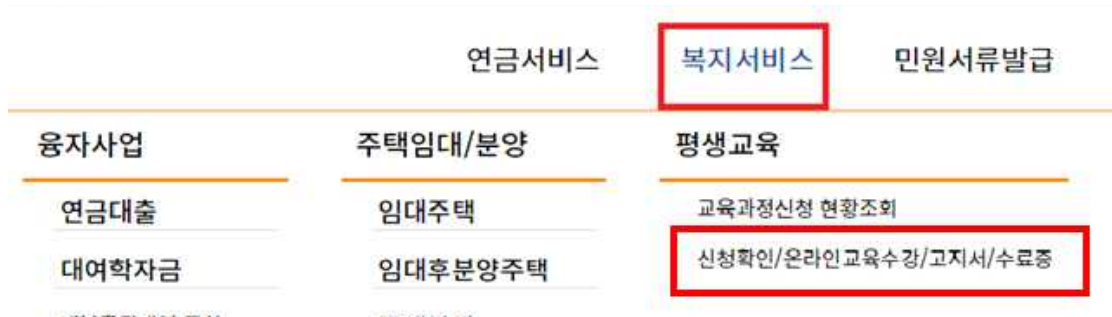 연금서비스 복지서비스 민원서류발급
융자사업 주택임대/분양 평생교육
연금대출 임대주택 교육과정신청 현황조회
대여학자금 임대후분양주택 신청확인/온라인교육수강/고지서/수료증